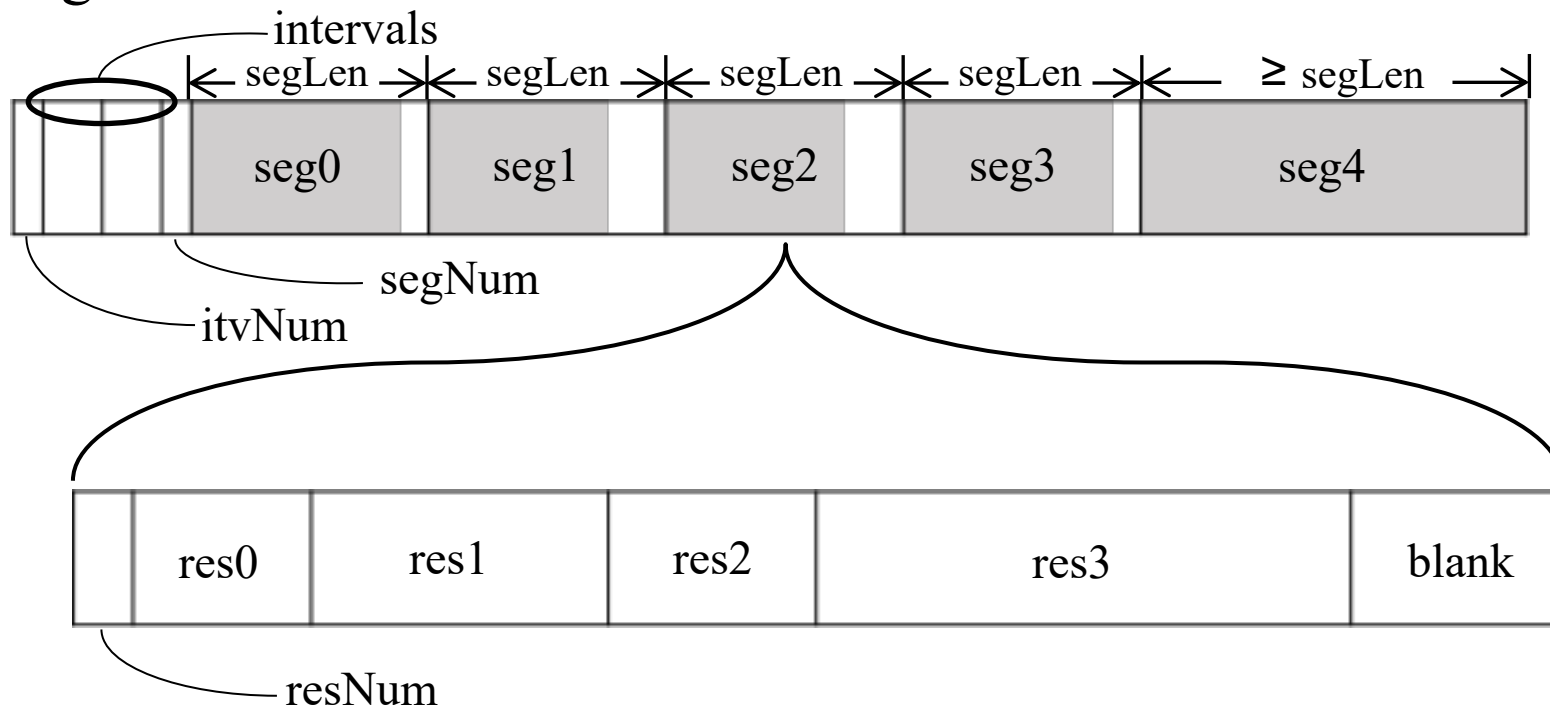 intervals
segLen segLen segLen segLen ≥ segLen
seg0 seg1 seg2 seg3 seg4
segNum
itvNum
res0 res1 res2 res3 blank
resNum